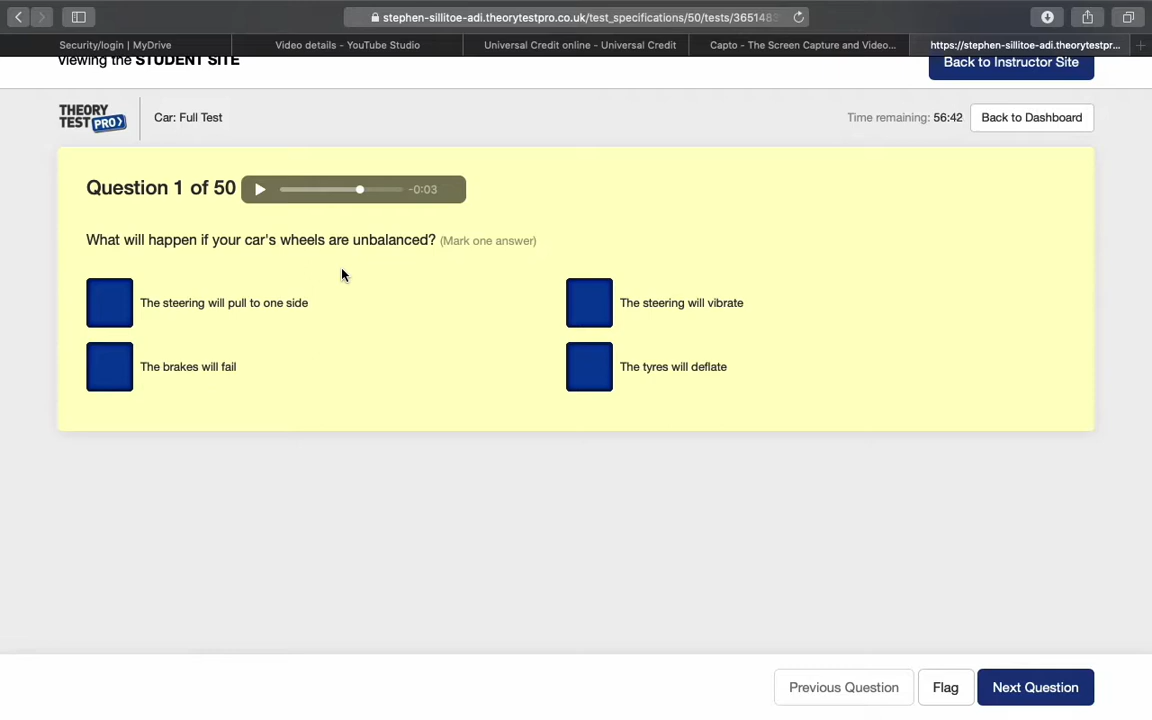 stephen-sillitoe-adi.theorytestpro.co.uk/test_specifications/50/tests/365148
Security/login | MyDrive
Video details - YouTube Studio
Universal Credit online - Universal Credit
Capto - The Screen Capture and Video...
https://stephen-sillitoe-adi.theorytestpr...
Viewing the STUDENT SITE
Back to Instructor Site
THEORY
TEST PRO
Car: Full Test
Time remaining: 56:42
Back to Dashboard
Question 1 of 50
-0:03
What will happen if your car's wheels are unbalanced? (Mark one answer)
The steering will pull to one side
The steering will vibrate
The brakes will fail
The tyres will deflate
Previous Question
Flag
Next Question